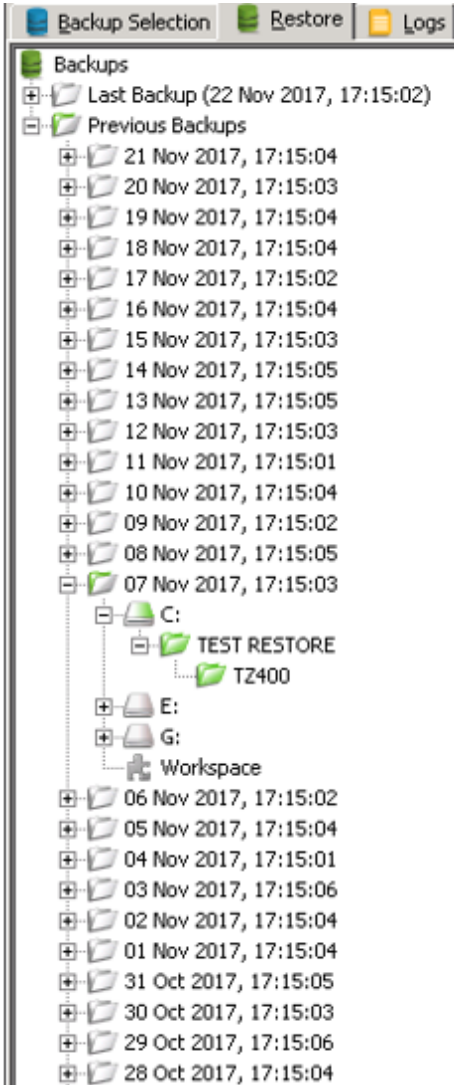 Backup Selection Restore Logs
Backups
Last Backup (22 Nov 2017, 17:15:02)
Previous Backups
21 Nov 2017, 17:15:04
20 Nov 2017, 17:15:03
19 Nov 2017, 17:15:04
18 Nov 2017, 17:15:04
17 Nov 2017, 17:15:02
16 Nov 2017, 17:15:04
15 Nov 2017, 17:15:03
14 Nov 2017, 17:15:05
13 Nov 2017, 17:15:05
12 Nov 2017, 17:15:03
11 Nov 2017, 17:15:01
10 Nov 2017, 17:15:04
09 Nov 2017, 17:15:02
08 Nov 2017, 17:15:05
07 Nov 2017, 17:15:03
C:
TEST RESTORE
TZ400
E:
G:
Workspace
06 Nov 2017, 17:15:02
05 Nov 2017, 17:15:04
04 Nov 2017, 17:15:01
03 Nov 2017, 17:15:06
02 Nov 2017, 17:15:04
01 Nov 2017, 17:15:04
31 Oct 2017, 17:15:05
30 Oct 2017, 17:15:03
29 Oct 2017, 17:15:06
28 Oct 2017, 17:15:04